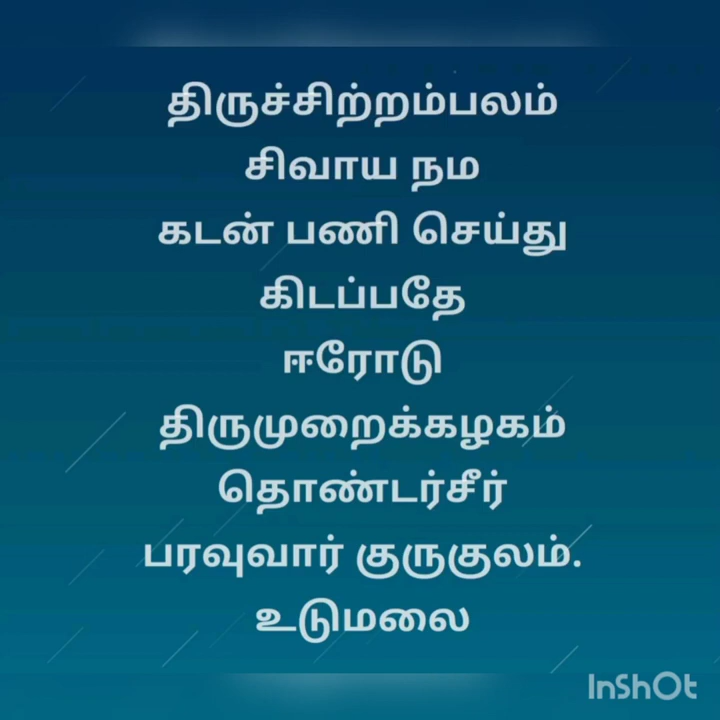 திருச்சிற்றம்பலம்
சிவாய நம
கடன் பணி செய்து
கிடப்பதே
ஈரோடு
திருமுறைக்கழகம்
தொண்டர்சீர்
பரவுவார் குருகுலம்.
உடுமலை
InShOt